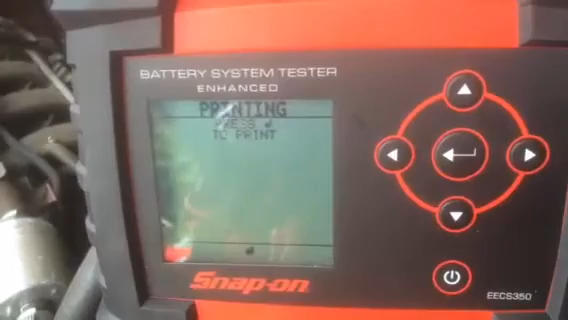 BATTERY SYSTEM TESTER
ENHANCED
PRINTING
PRESS ↲
TO PRINT
Snap-on
EECS350